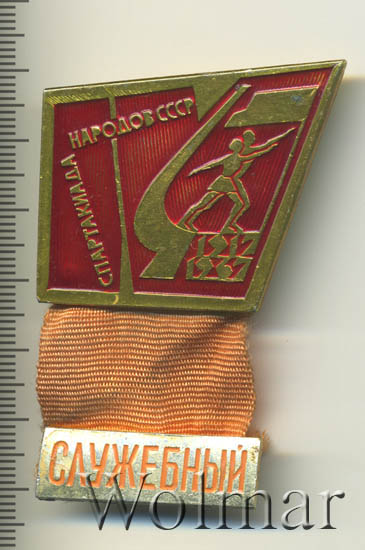 СПАРТАКИАДА
НАРОДОВ СССР
1917
1967
СЛУЖЕБНЫЙ
Wolmar